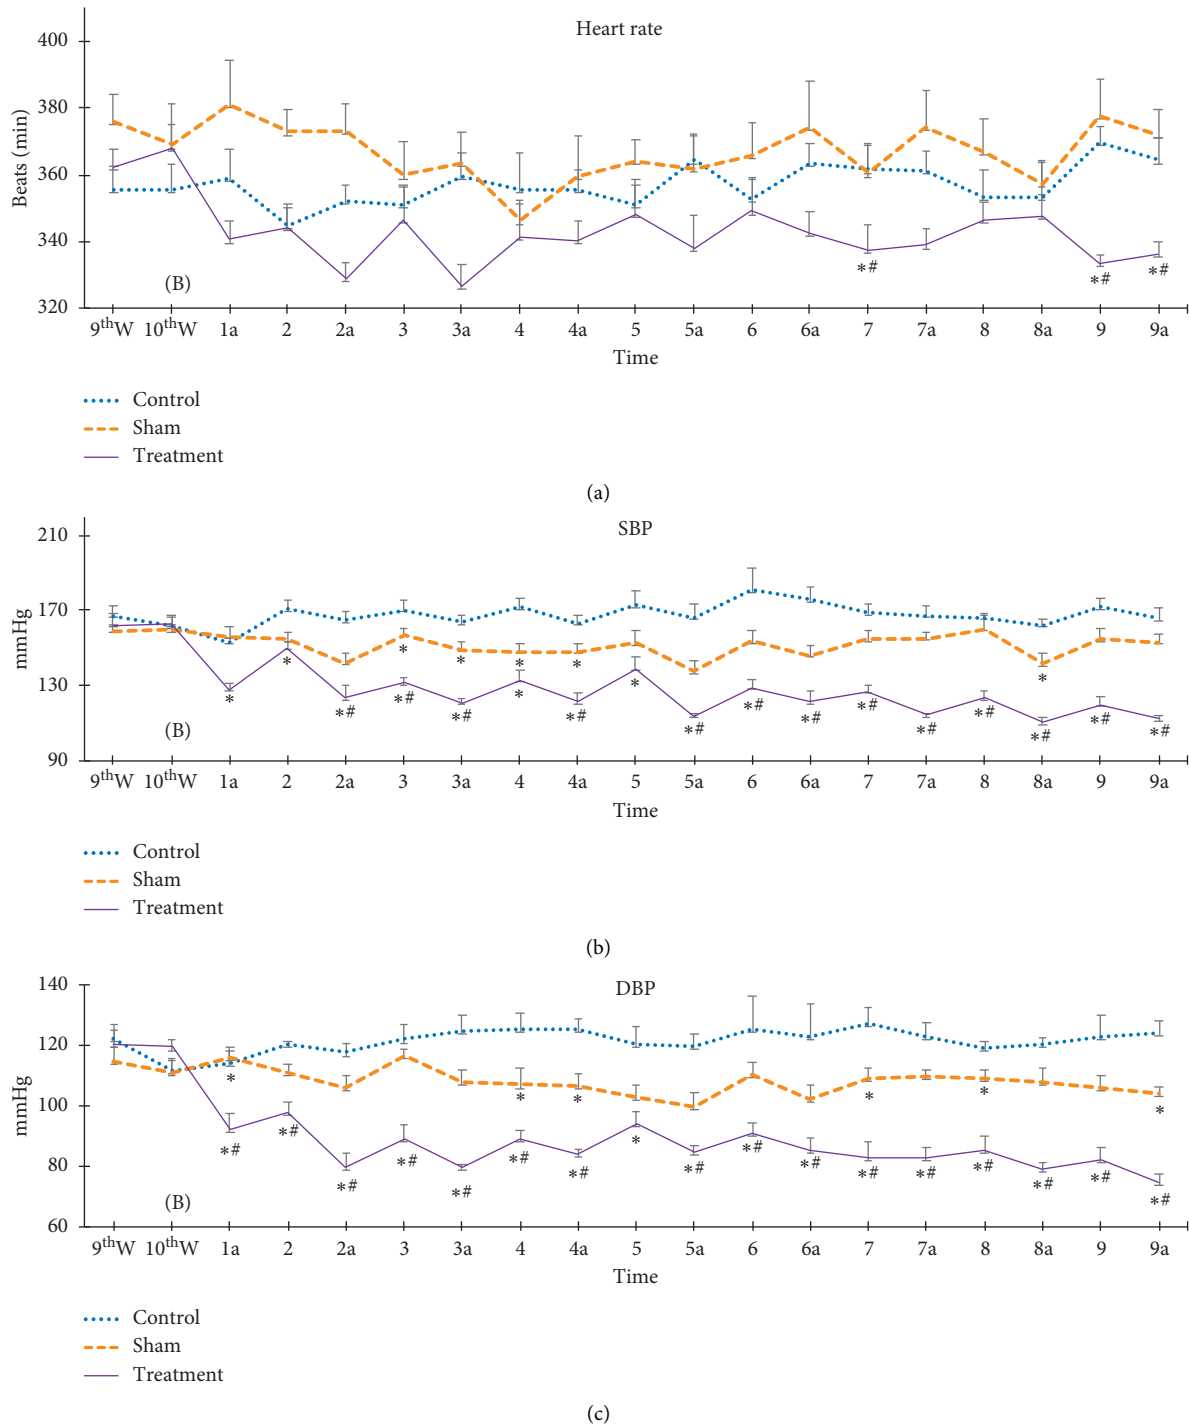 Heart rate
400
380
360
340
320
Beats (min)
(B)
*#
*#
*#
9thW 10thW 1a 2 2a 3 3a 4 4a 5 5a 6 6a 7 7a 8 8a 9 9a
Time
Control
Sham
Treatment
(a)
SBP
210
170
130
90
mmHg
(B)
* * * * * *
* *# *# *# * *# * *# *# *# *# *# *# *# *# *#
9thW 10thW 1a 2 2a 3 3a 4 4a 5 5a 6 6a 7 7a 8 8a 9 9a
Time
Control
Sham
Treatment
(b)
DBP
140
120
100
80
60
mmHg
(B)
* * * * * *
*# *# *# *# *# *# *# * *# *# *# *# *# *# *# *# *#
9thW 10thW 1a 2 2a 3 3a 4 4a 5 5a 6 6a 7 7a 8 8a 9 9a
Time
Control
Sham
Treatment
(c)